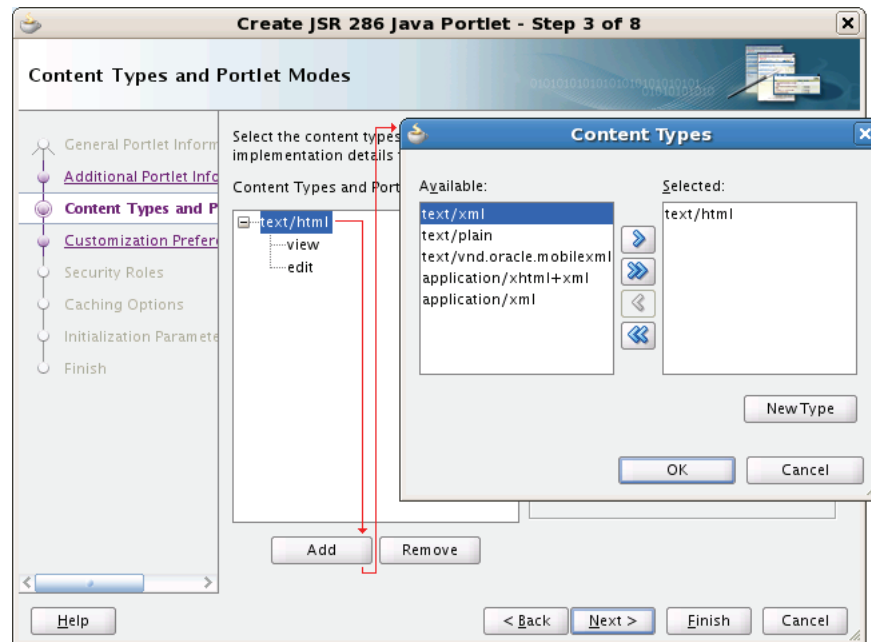 Create JSR 286 Java Portlet - Step 3 of 8
Content Types and Portlet Modes
General Portlet Inform
Additional Portlet Info
Content Types and P
Customization Prefere
Security Roles
Caching Options
Initialization Paramete
Finish
Select the content types
implementation details
Content Types and Port
text/html
view
edit
Add
Remove
Content Types
Available:
text/xml
text/plain
text/vnd.oracle.mobilexml
application/xhtml+xml
application/xml
Selected:
text/html
New Type
OK
Cancel
Help
< Back
Next >
Finish
Cancel